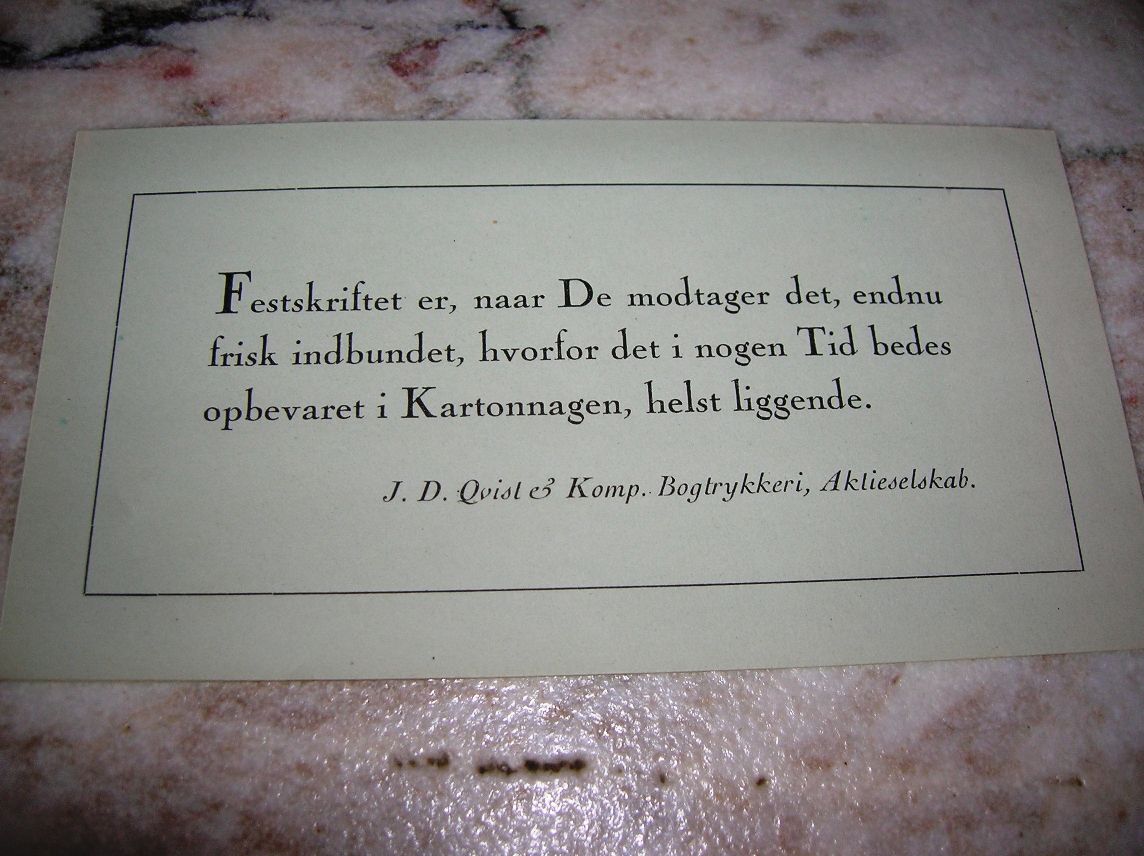 Festskriftet er, naar De modtager det, endnu
frisk indbundet, hvorfor det i nogen Tid bedes
opbevaret i Kartonnagen, helst liggende.
J. D. Qvist & Komp. Bogtrykkeri, Aktieselskab.